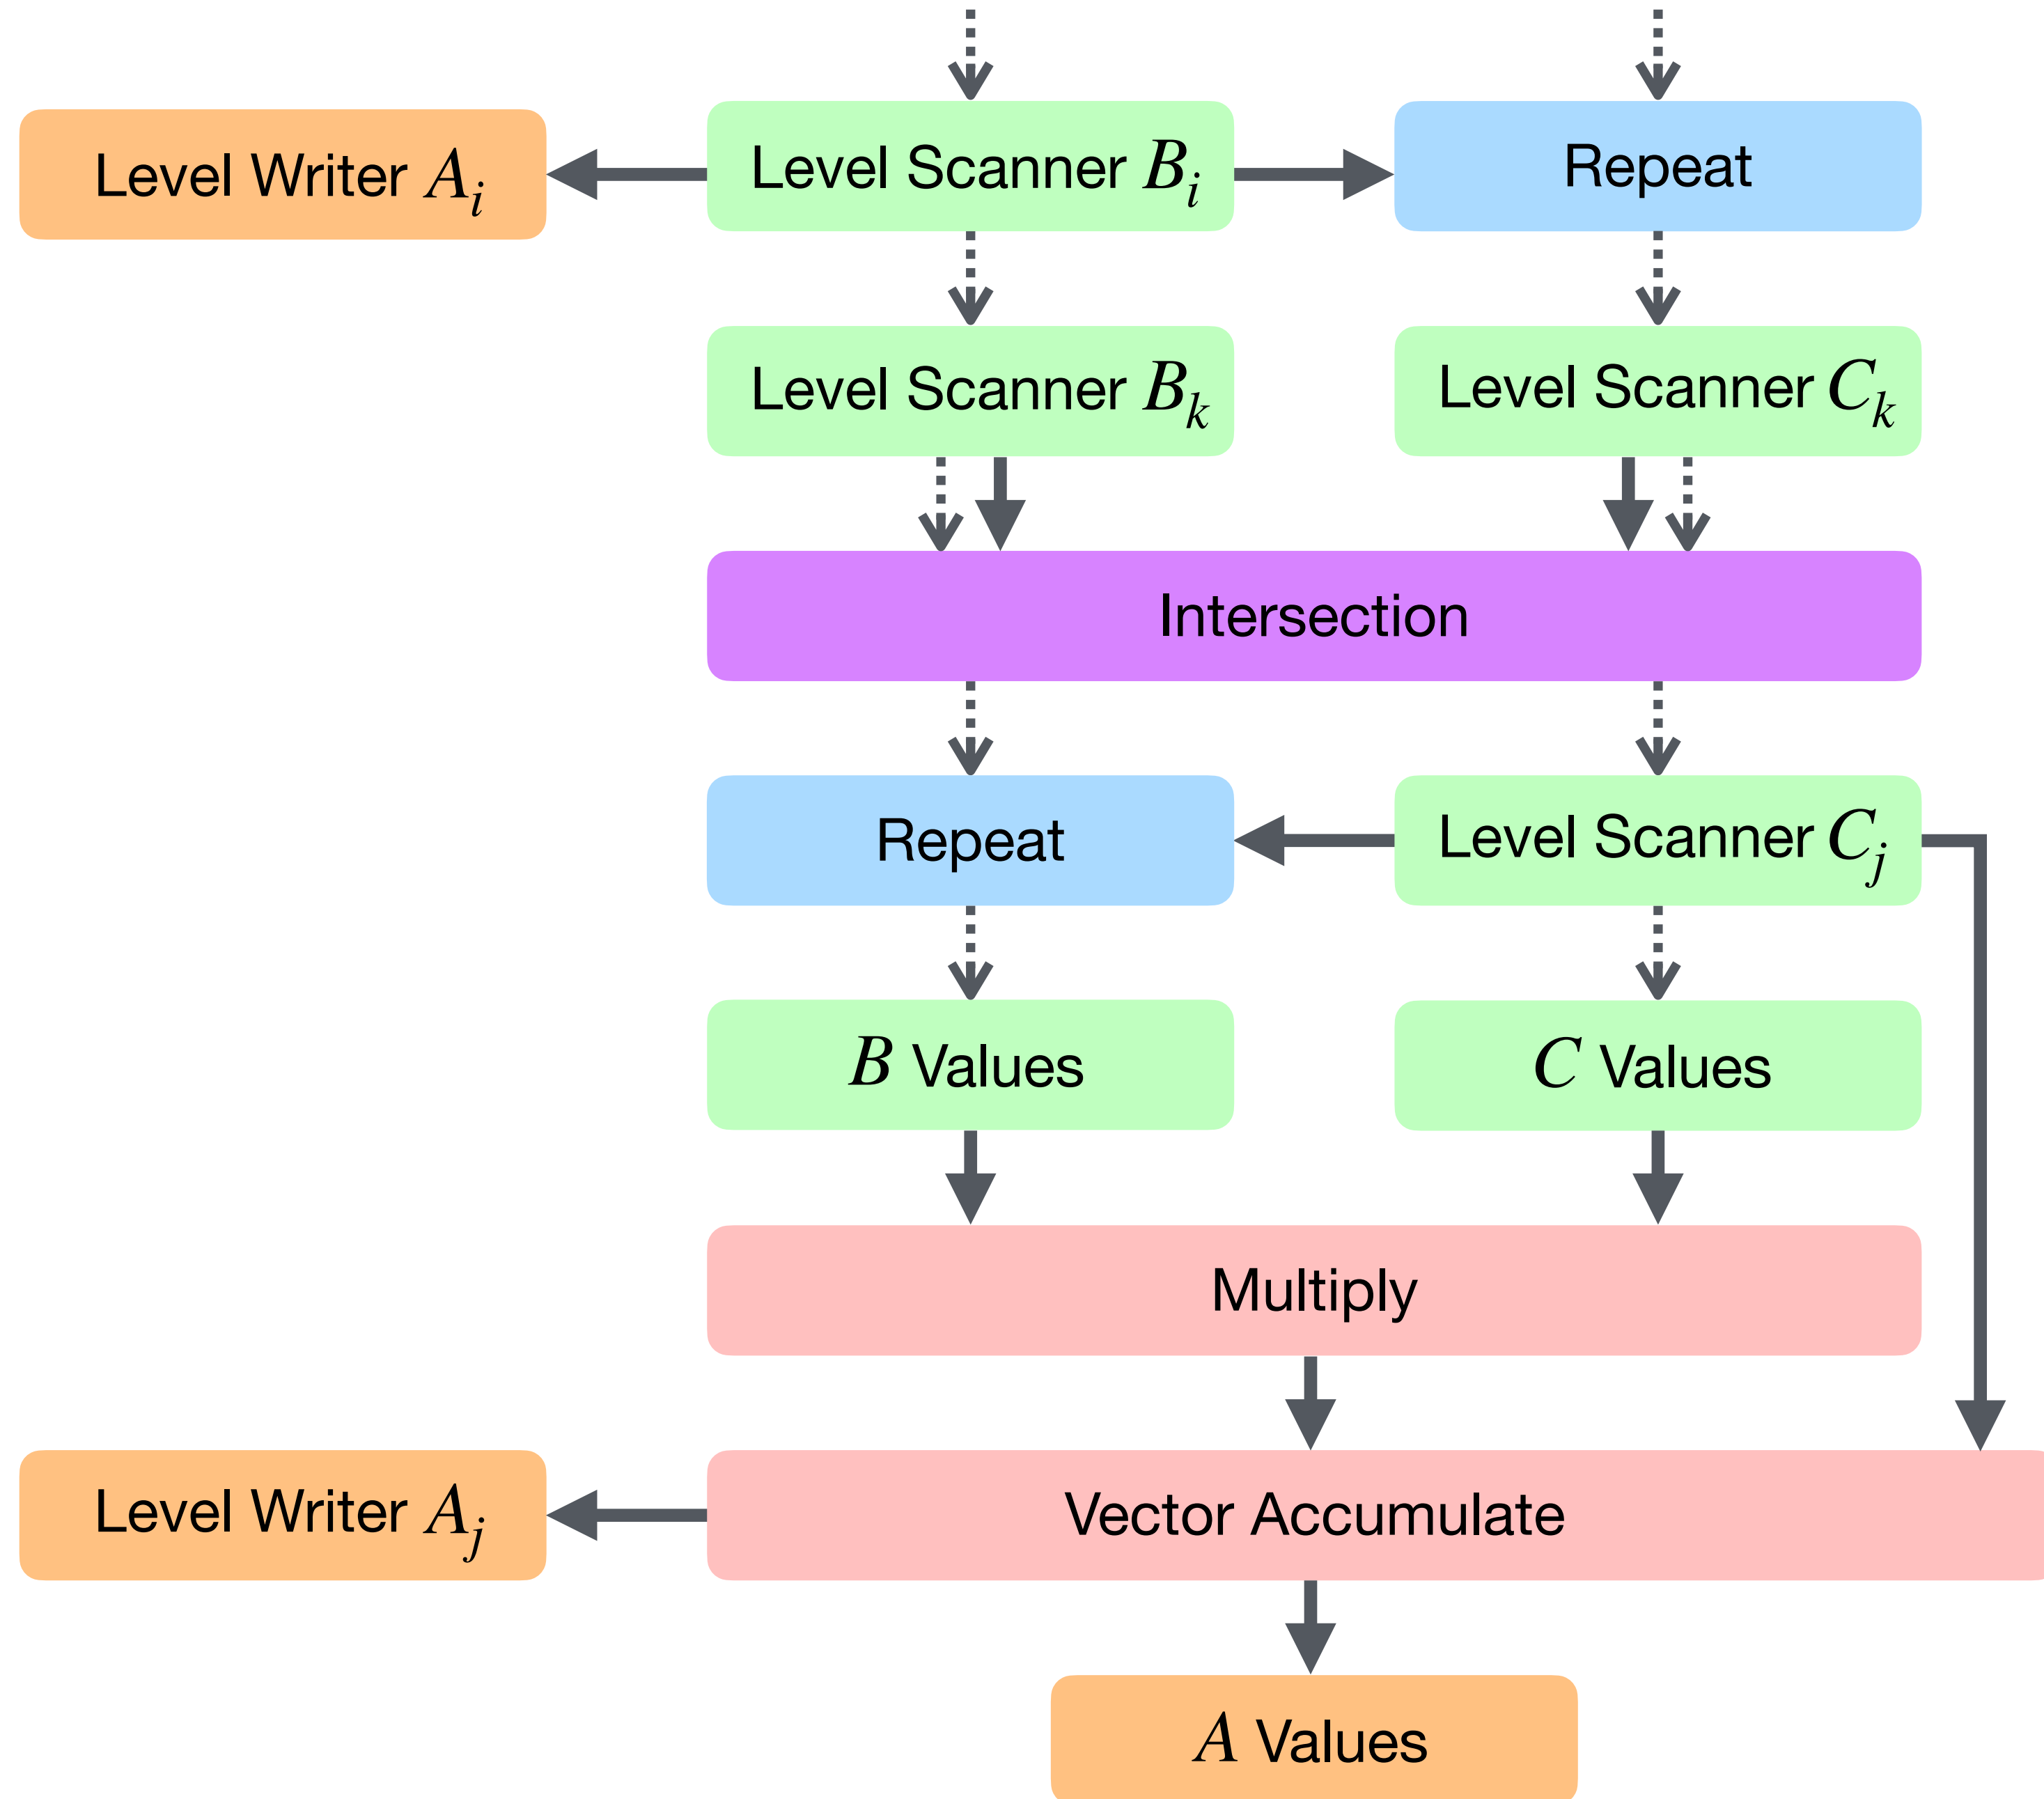 Level Writer A_i
Level Scanner B_i
Repeat
Level Scanner B_k
Level Scanner C_k
Intersection
Repeat
Level Scanner C_j
B Values
C Values
Multiply
Level Writer A_j
Vector Accumulate
A Values